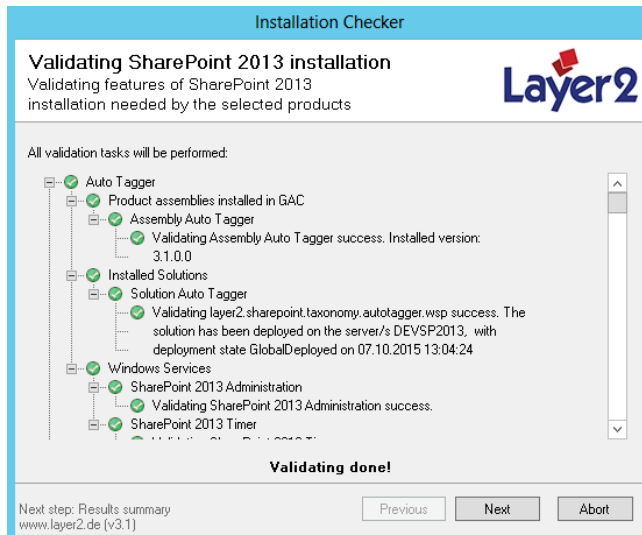 Installation Checker
Validating SharePoint 2013 installation
Validating features of SharePoint 2013
installation needed by the selected products
Layer2
All validation tasks will be performed:
Auto Tagger
Product assemblies installed in GAC
Assembly Auto Tagger
Validating Assembly Auto Tagger success. Installed version:
3.1.0.0
Installed Solutions
Solution Auto Tagger
Validating layer2.sharepoint.taxonomy.autotagger.wsp success. The
solution has been deployed on the server/s DEVSP2013, with
deployment state GlobalDeployed on 07.10.2015 13:04:24
Windows Services
SharePoint 2013 Administration
Validating SharePoint 2013 Administration success.
SharePoint 2013 Timer
Validating done!
Next step: Results summary
www.layer2.de (v3.1)
Previous
Next
Abort